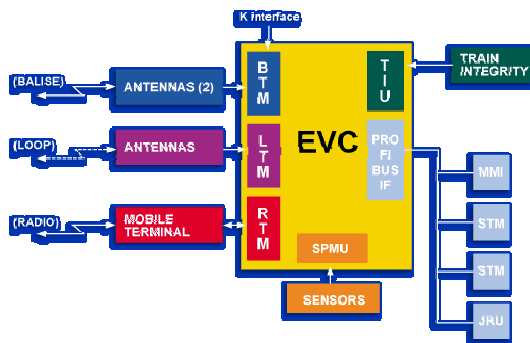 K interface
(BALISE)
ANTENNAS (2)
B
T
M
T
I
U
TRAIN
INTEGRITY
(LOOP)
ANTENNAS
L
T
M
EVC
PRO
FI
BUS
IF
MMI
(RADIO)
MOBILE
TERMINAL
R
T
M
STM
SPMU
STM
SENSORS
JRU